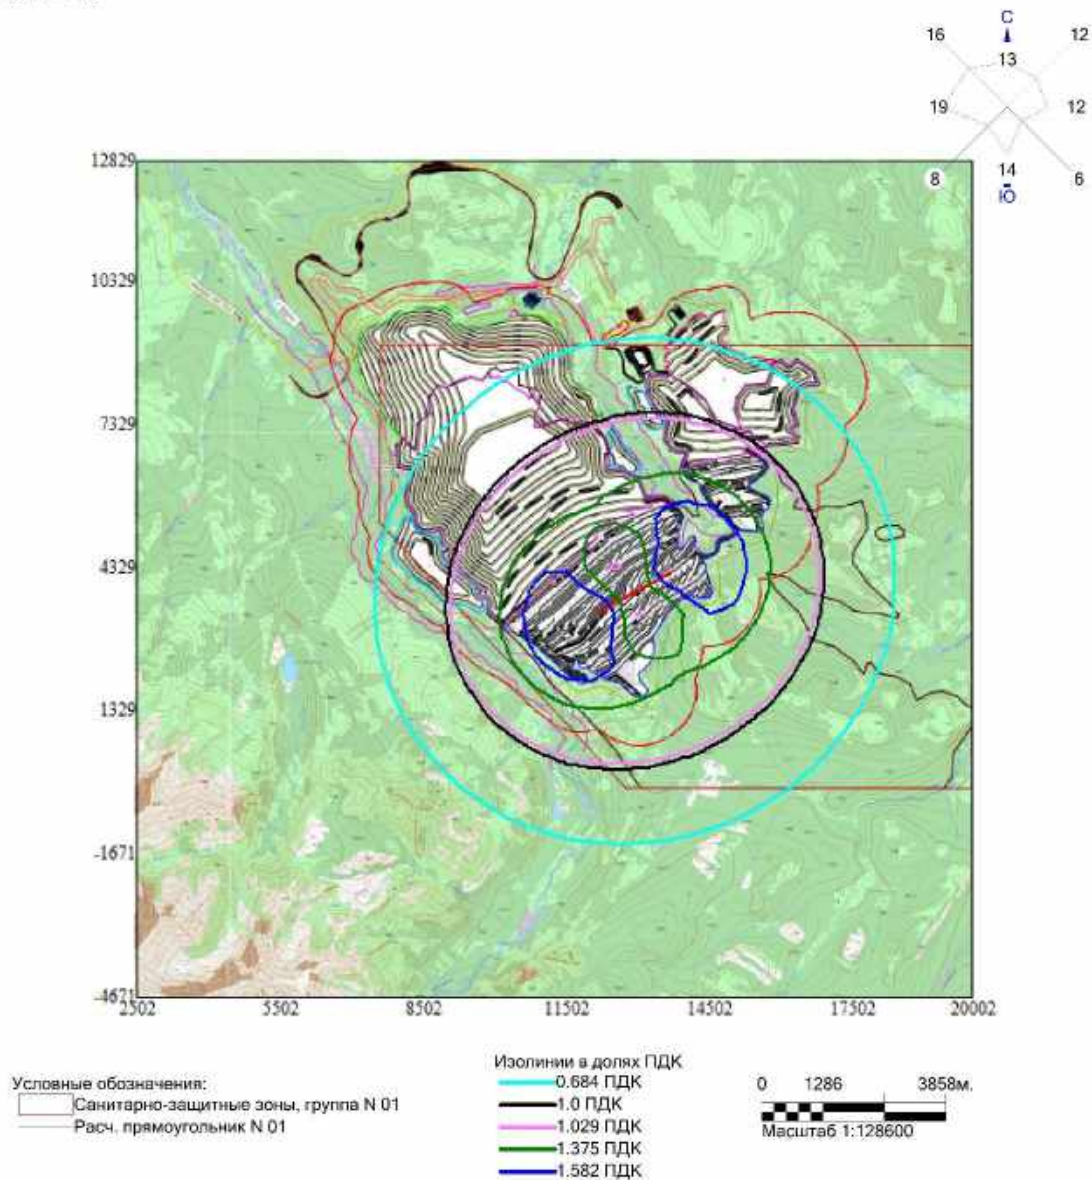 С
16
12
13
19
12
8
14
6
Ю
12829
10329
7329
4329
1329
-1671
-4671
2502
5502
8502
11502
14502
17502
20002
Изолинии в долях ПДК
Условные обозначения:
Санитарно-защитные зоны, группа N 01
Расч. прямоугольник N 01
0.684 ПДК
1.0 ПДК
1.029 ПДК
1.375 ПДК
1.582 ПДК
0 1286 3858м.
Масштаб 1:128600